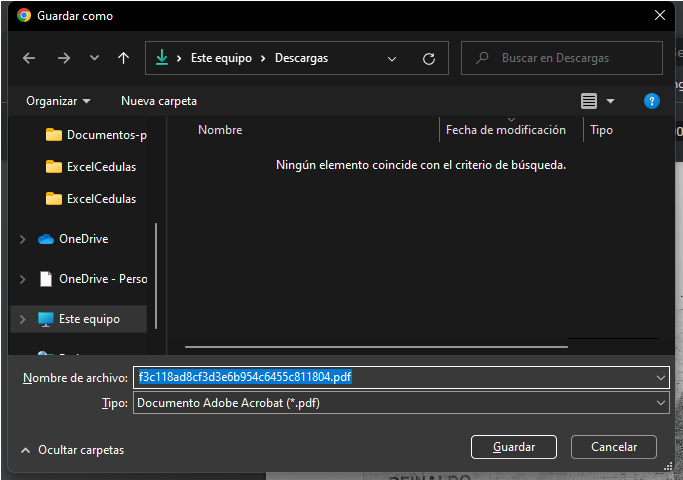 Guardar como
Este equipo > Descargas
Buscar en Descargas
Organizar
Nueva carpeta
Nombre
Fecha de modificación
Tipo
Documentos-p
ExcelCedulas
ExcelCedulas
OneDrive
OneDrive - Perso
Este equipo
Ningún elemento coincide con el criterio de búsqueda.
Nombre de archivo: f3c118ad8cf3d3e6b954c6455c811804.pdf
Tipo: Documento Adobe Acrobat (*.pdf)
Ocultar carpetas
Guardar
Cancelar